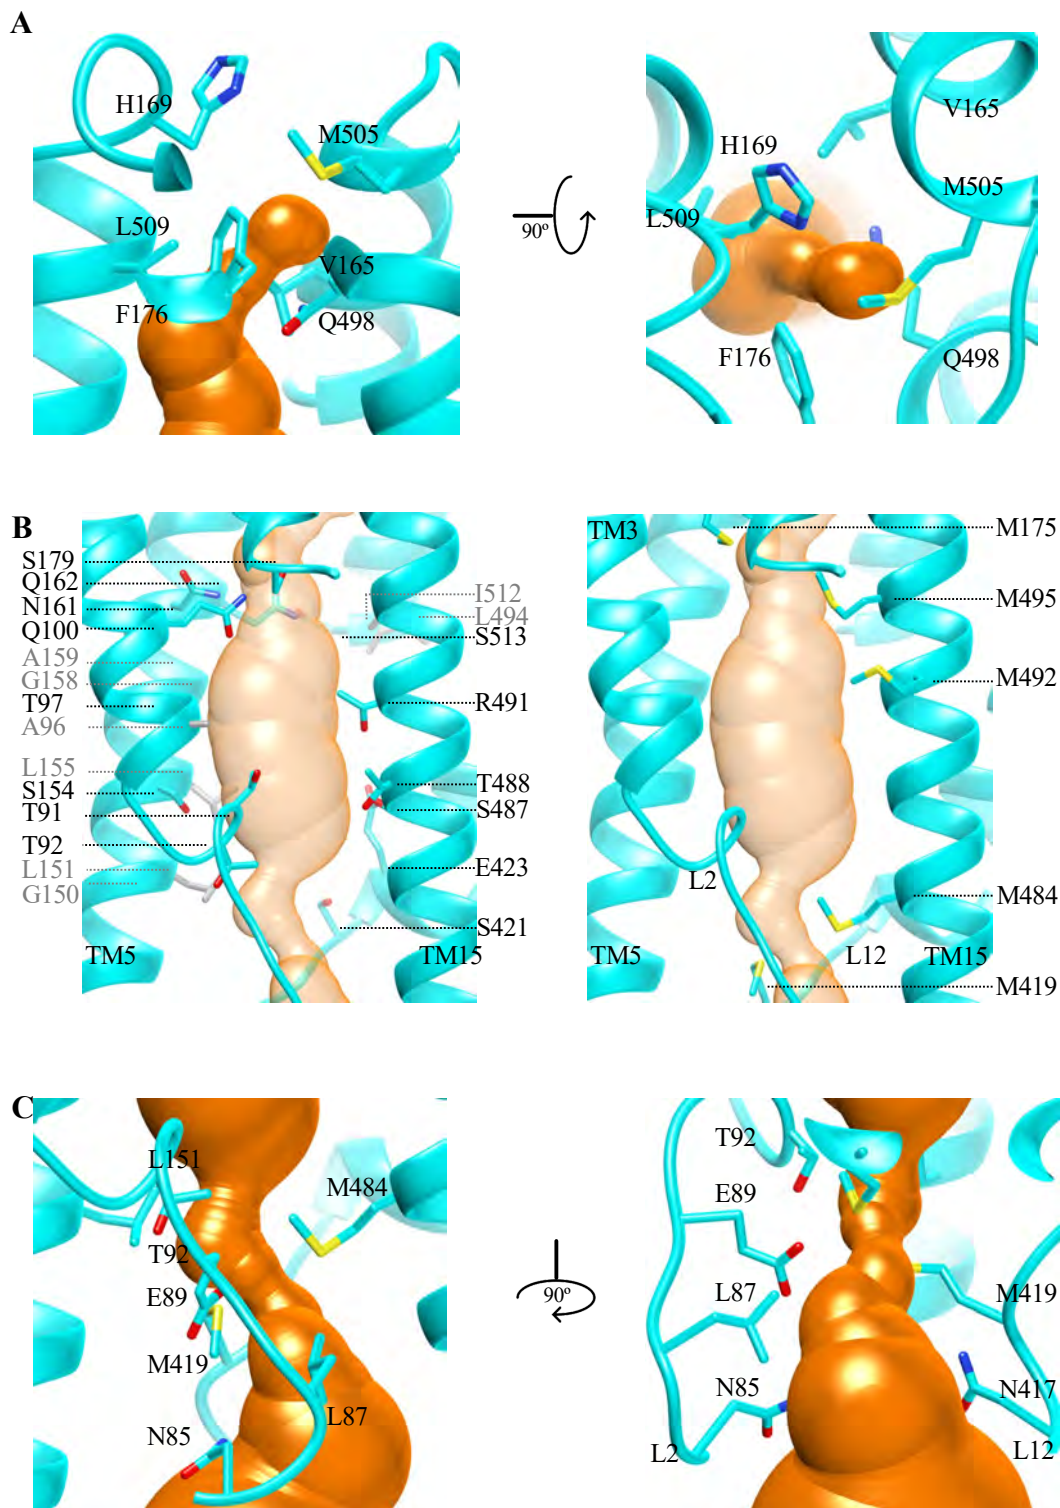 A
H169
M505
L509
V165
F176
Q498
90º
V165
H169
M505
L509
F176
Q498
B
S179
Q162
N161
Q100
A159
G158
T97
A96
L155
S154
T91
T92
L151
G150
TM5
I512
L494
S513
R491
T488
S487
E423
S421
TM15
TM3
M175
M495
M492
L2
M484
TM5
L12
TM15
M419
C
L151
M484
T92
E89
M419
L87
N85
90º
T92
E89
L87
M419
N85
N417
L2
L12